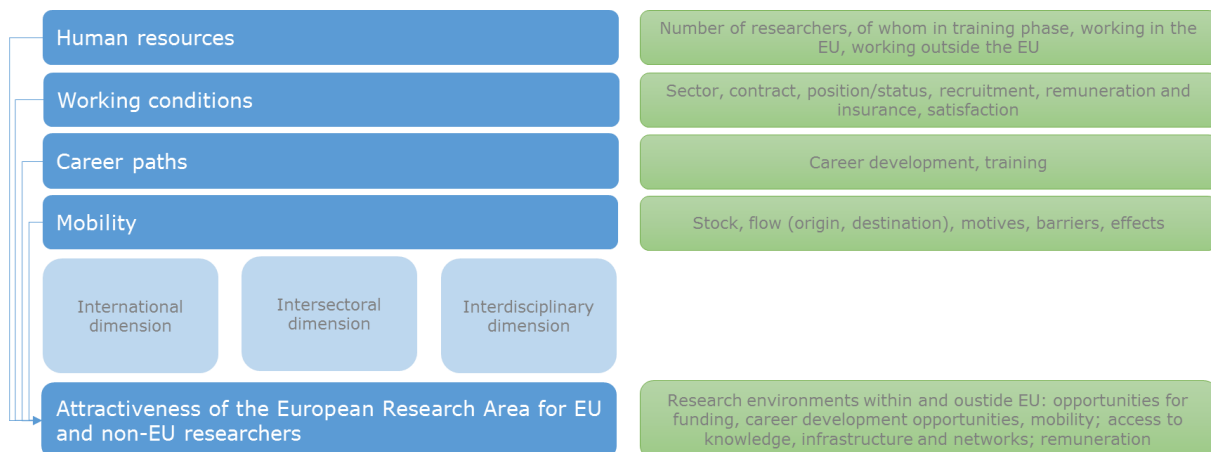 Human resources
Number of researchers, of whom in training phase, working in the
EU, working outside the EU
Working conditions
Sector, contract, position/status, recruitment, remuneration and
insurance, satisfaction
Career paths
Career development, training
Mobility
Stock, flow (origin, destination), motives, barriers, effects
International
dimension
Intersectoral
dimension
Interdisciplinary
dimension
Attractiveness of the European Research Area for EU
and non-EU researchers
Research environments within and oustide EU: opportunities for
funding, career development opportunities, mobility; access to
knowledge, infrastructure and networks; remuneration